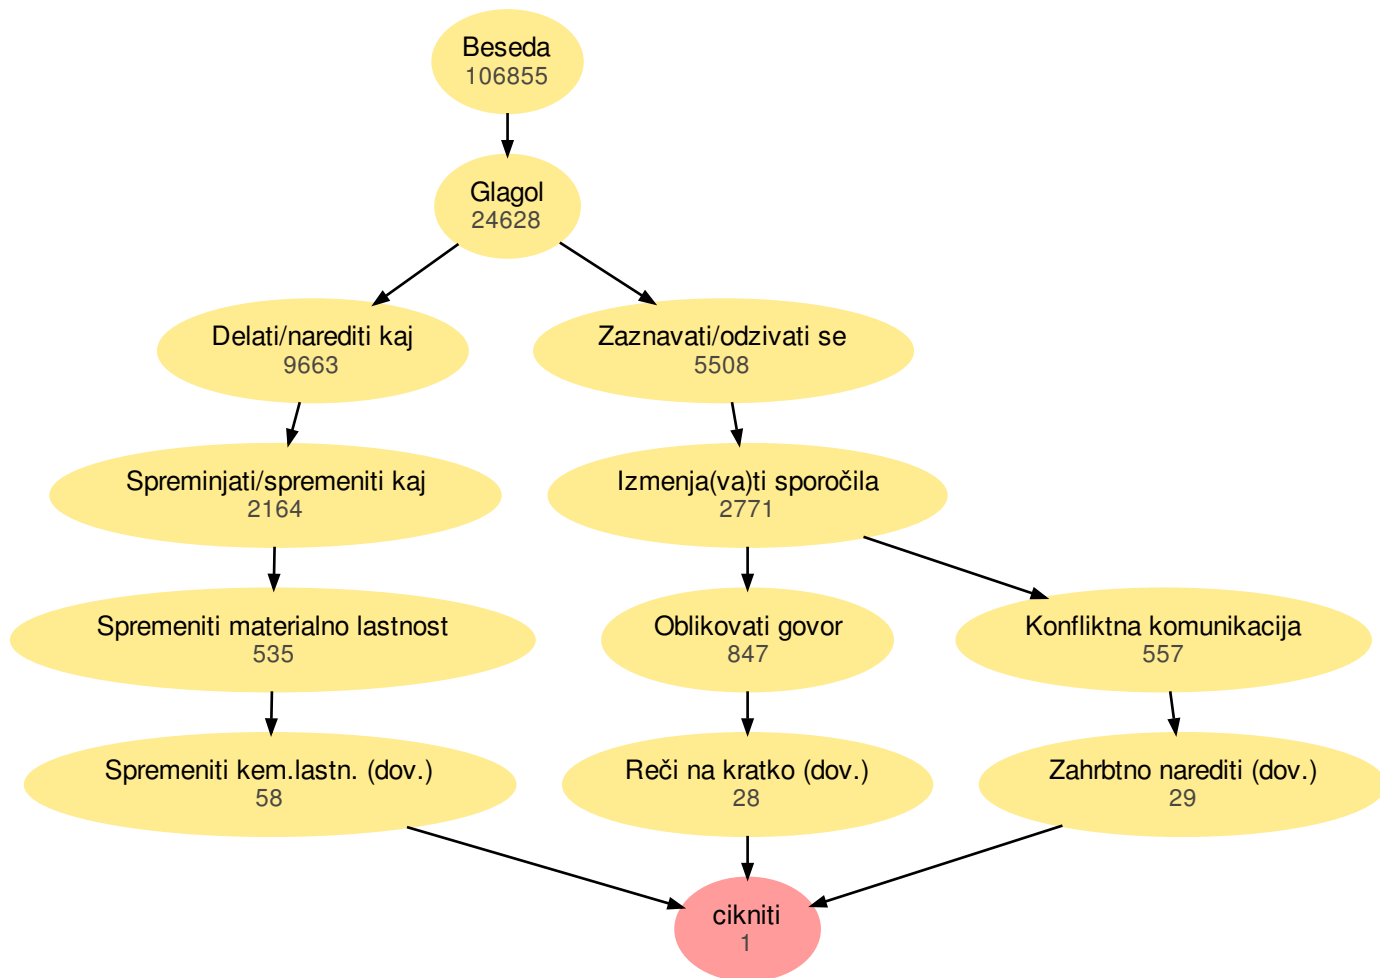 Beseda
106855
Glagol
24628
Delati/narediti kaj
9663
Zaznavati/odzivati se
5508
Spreminjati/spremeniti kaj
2164
Izmenja(va)ti sporočila
2771
Spremeniti materialno lastnost
535
Oblikovati govor
847
Konfliktna komunikacija
557
Spremeniti kem.lastn. (dov.)
58
Reči na kratko (dov.)
28
Zahrbtno narediti (dov.)
29
cikniti
1